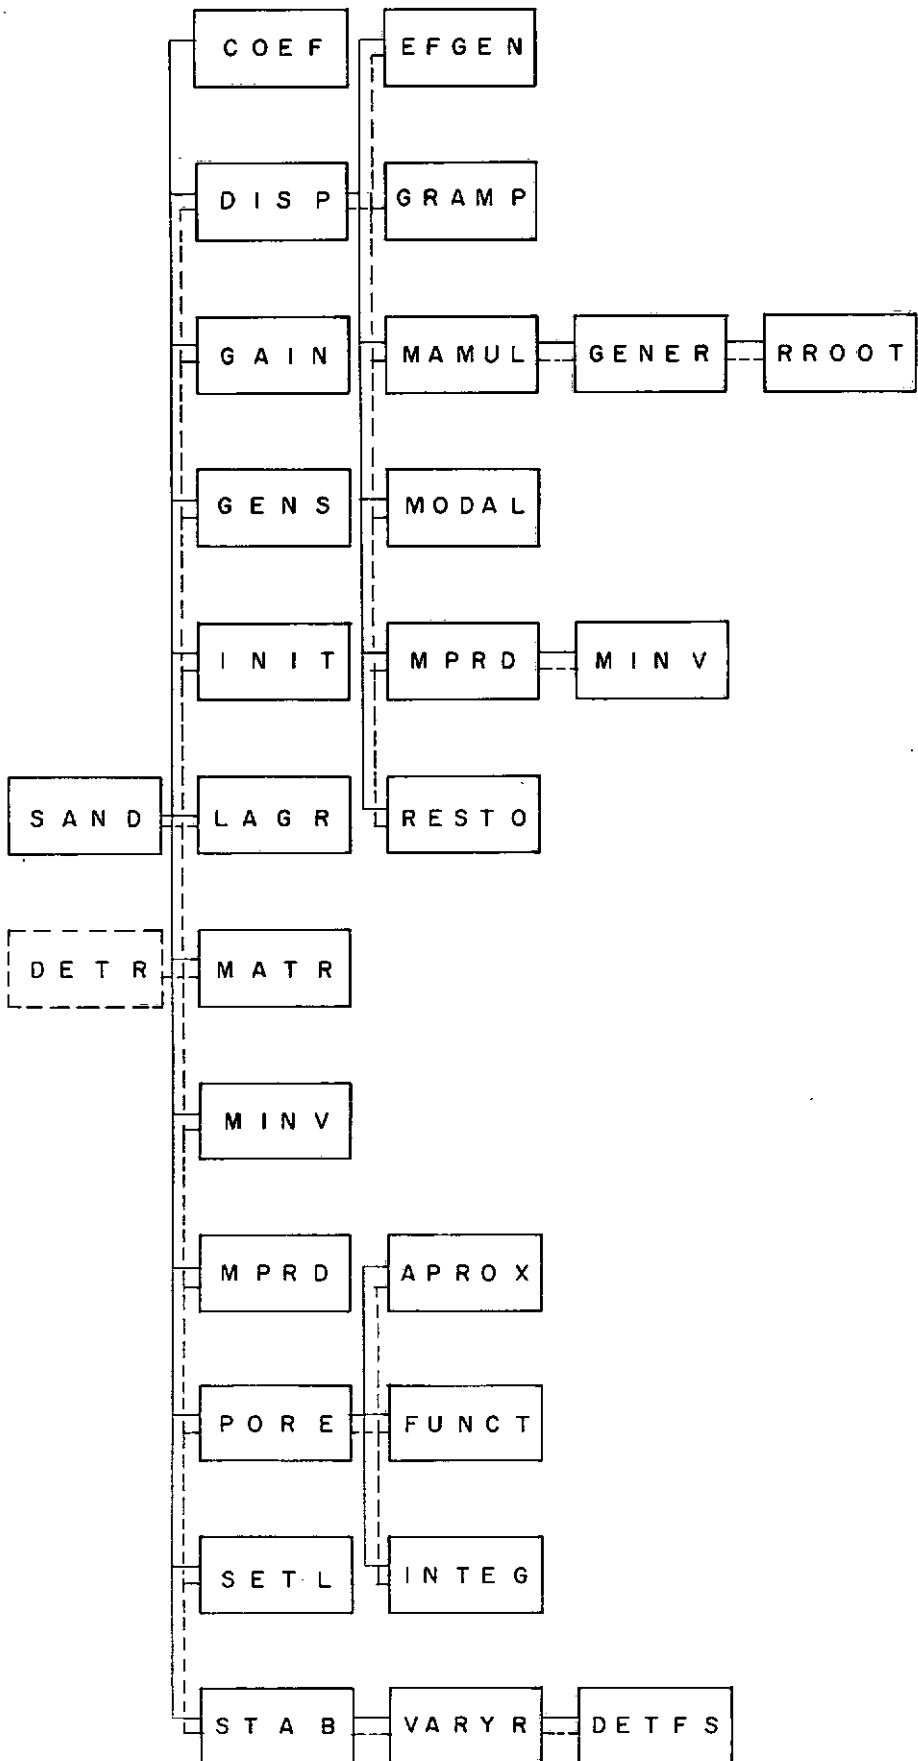 COEF EFGEN
DISP GRAMP
GAIN MAMUL GENER RROOT
GENS MODAL
INIT MPRD MINV
SAND LAGR RESTO
DETR MATR
MINV
MPRD APROX
PORE FUNCT
SETL INTEG
STAB VARYR DETFS